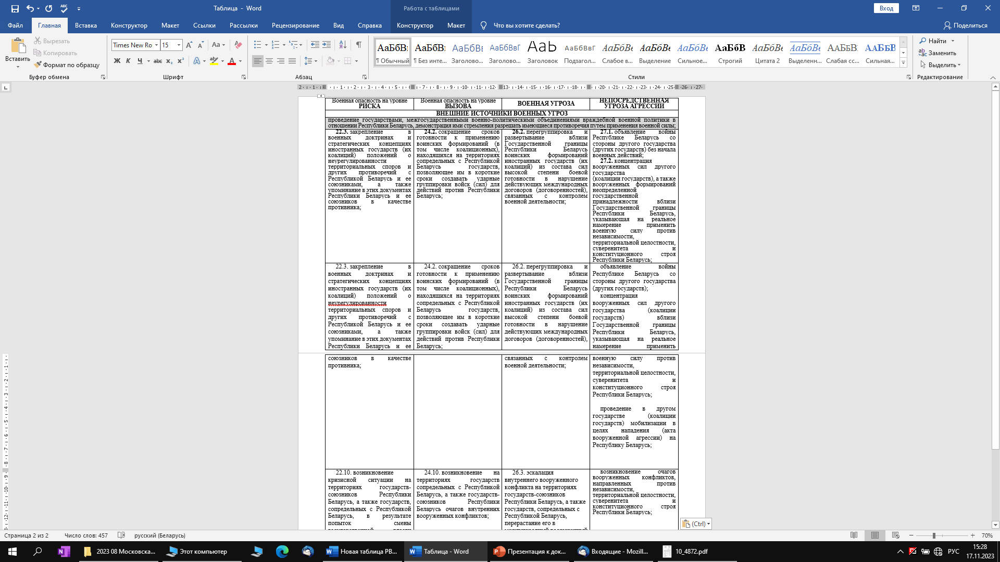 Таблица - Word
Работа с таблицами
Вход
Файл Главная Вставка Конструктор Макет Ссылки Рассылки Рецензирование Вид Справка Конструктор Макет Что вы хотите сделать? Поделиться
Вставить
Вырезать
Копировать
Формат по образцу
Буфер обмена
Times New Ro 15
Ж К Ч abc x₂ x²
Шрифт
Абзац
АаБбВı АаБбВı АаБбВв АаБбВвГ АаЬ АаБбВвГ АаБбВв АаБбВв АаБбВв АаБбВ АаБбВв АаБбВв ААББВ ААББВ
¶ Обычный ¶ Без инте... Заголово... Заголово... Заголовок Подзагол... Слабое в... Выделение Сильное... Строгий Цитата 2 Выделенн... Слабая сс... Сильная...
Стили
Найти
Заменить
Выделить
Редактирование
Военная опасность на уровне
РИСКА
Военная опасность на уровне
ВЫЗОВА
ВОЕННАЯ УГРОЗА
НЕПОСРЕДСТВЕННАЯ
УГРОЗА АГРЕССИИ
ВНЕШНИЕ ИСТОЧНИКИ ВОЕННЫХ УГРОЗ
проведение государствами, межгосударственными военно-политическими объединениями враждебной военной политики в
отношении Республики Беларусь, демонстрация ими стремления разрешать имеющиеся противоречия путем применения военной силы;
22.3. закрепление в
военных доктринах и
стратегических концепциях
иностранных государств (их
коалиций) положений о
неурегулированности
территориальных споров и
других противоречий с
Республикой Беларусь и ее
союзниками, а также
упоминание в этих документах
Республики Беларусь и ее
союзников в качестве
противника;
24.2. сокращение сроков
готовности к применению
воинских формирований (в
том числе коалиционных),
находящихся на территориях
сопредельных с Республикой
Беларусь государств,
позволяющее им в короткие
сроки создавать ударные
группировки войск (сил) для
действий против Республики
Беларусь;
26.2. перегруппировка и
развертывание вблизи
Государственной границы
Республики Беларусь
воинских формирований
иностранных государств (их
коалиций) из состава сил
высокой степени боевой
готовности в нарушение
действующих международных
договоров (договоренностей),
связанных с контролем
военной деятельности;
27.1. объявление войны
Республике Беларусь со
стороны другого государства
(других государств) без начала
военных действий;
27.2. концентрация
вооруженных сил другого
государства
(коалиции государств), а также
вооруженных формирований
неопределенной
государственной
принадлежности вблизи
Государственной границы
Республики Беларусь,
указывающая на реальное
намерение применить
военную силу против
независимости,
территориальной целостности,
суверенитета и
конституционного строя
Республики Беларусь;
22.3. закрепление в
военных доктринах и
стратегических концепциях
иностранных государств (их
коалиций) положений о
неурегулированности
территориальных споров и
других противоречий с
Республикой Беларусь и ее
союзниками, а также
упоминание в этих документах
Республики Беларусь и ее
24.2. сокращение сроков
готовности к применению
воинских формирований (в
том числе коалиционных),
находящихся на территориях
сопредельных с Республикой
Беларусь государств,
позволяющее им в короткие
сроки создавать ударные
группировки войск (сил) для
действий против Республики
Беларусь;
26.2. перегруппировка и
развертывание вблизи
Государственной границы
Республики Беларусь
воинских формирований
иностранных государств (их
коалиций) из состава сил
высокой степени боевой
готовности в нарушение
действующих международных
договоров (договоренностей),
объявление войны
Республике Беларусь со
стороны другого государства
(других государств);
концентрация
вооруженных сил другого
государства (коалиции
государств) вблизи
Государственной границы
Республики Беларусь,
указывающая на реальное
намерение применить
союзников в качестве
противника;
связанных с контролем
военной деятельности;
военную силу против
независимости,
территориальной целостности,
суверенитета и
конституционного строя
Республики Беларусь;
проведение в другом
государстве (коалиции
государств) мобилизации в
целях нападения (акта
вооруженной агрессии) на
Республику Беларусь;
22.10. возникновение
кризисной ситуации на
территориях государств-
союзников Республики
Беларусь, а также государств,
сопредельных с Республикой
Беларусь, в результате
попыток смены
24.10. возникновение на
территориях государств
сопредельных с Республикой
Беларусь, а также государств-
союзников Республики
Беларусь очагов внутренних
вооруженных конфликтов;
26.3. эскалация
внутреннего вооруженного
конфликта на территориях
государств-союзников
Республики Беларусь, а также
государств, сопредельных с
Республикой Беларусь,
перерастание его в
возникновение очагов
вооруженных конфликтов,
направленных против
независимости,
территориальной целостности,
суверенитета и
конституционного строя
Республики Беларусь;
(Ctrl)
Страница 2 из 2 Число слов: 457 русский (Беларусь) 70%
2023 08 Московска... Этот компьютер Новая таблица РВ... Таблица - Word Презентация к док... Входящие - Mozill... 10_4872.pdf
РУС
15:28
17.11.2023